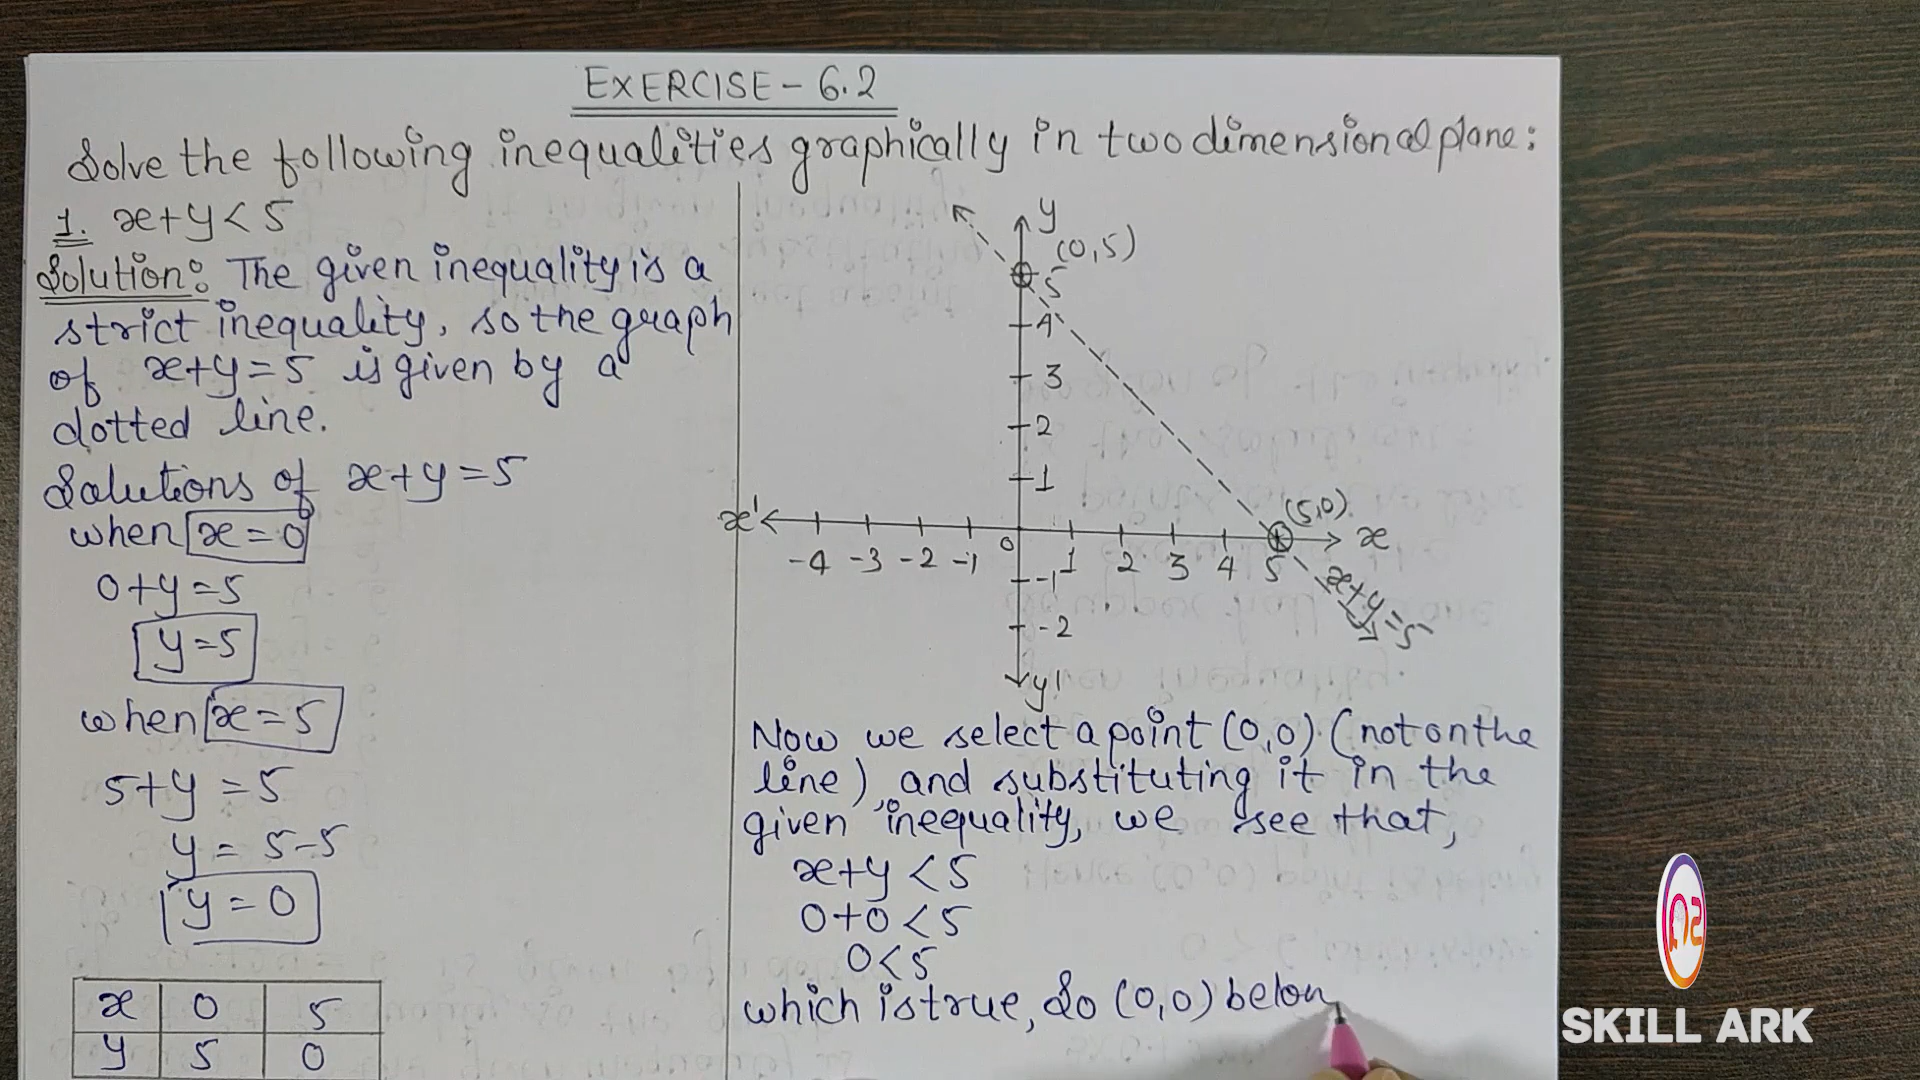 EXERCISE - 6.2
Solve the following inequalities graphically in two dimensional plane:
1. x+y<5
Solution: The given inequality is a
strict inequality, so the graph
of x+y=5 is given by a
dotted line.
Solutions of x+y=5
when x=0
0+y=5
y=5
when x=5
5+y=5
y=5-5
y=0
x 0 5
y 5 0
y
(0,5)
5
4
3
2
1
(5,0)
x' x
-4 -3 -2 -1 0 1 2 3 4 5
x+y=5
-1
-2
y'
Now we select a point (0,0) (not on the
line), and substituting it in the
given inequality, we see that,
x+y<5
0+0<5
0<5
which is true, So (0,0) belon
SKILL ARK